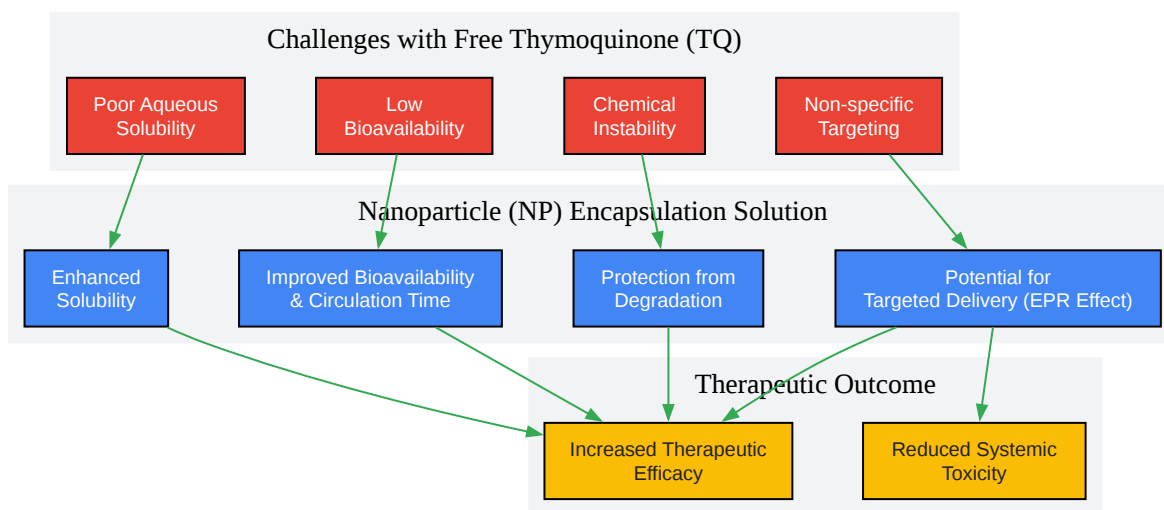 Challenges with Free Thymoquinone (TQ)
Poor Aqueous
Solubility
Low
Bioavailability
Chemical
Instability
Non-specific
Targeting
Nanoparticle (NP) Encapsulation Solution
Enhanced
Solubility
Improved Bioavailability
& Circulation Time
Protection from
Degradation
Potential for
Targeted Delivery (EPR Effect)
Therapeutic Outcome
Increased Therapeutic
Efficacy
Reduced Systemic
Toxicity